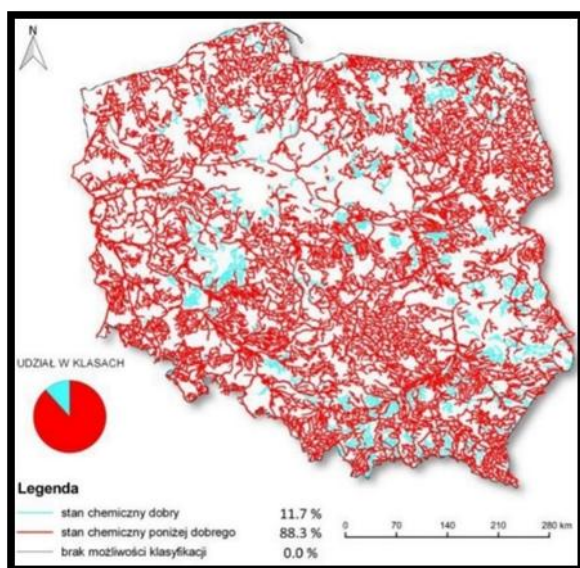 N
UDZIAŁ W KLASACH
Legenda
stan chemiczny dobry 11.7 %
stan chemiczny poniżej dobrego 88.3 %
brak możliwości klasyfikacji 0.0 %
0 70 140 210 280 km